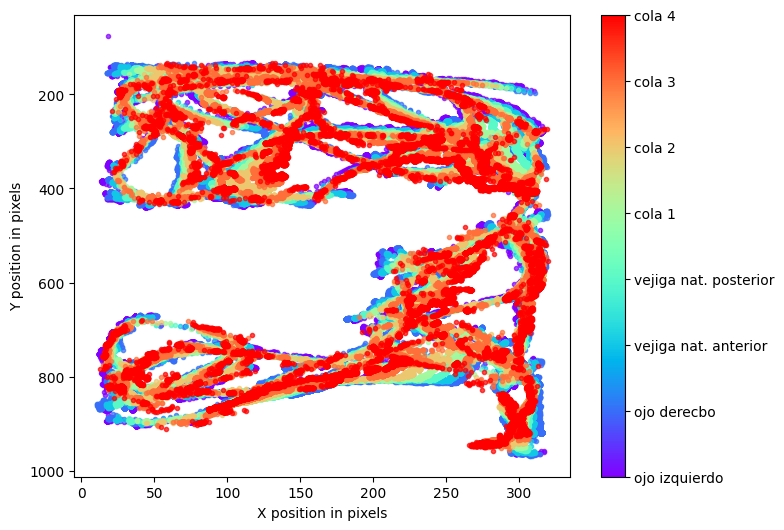 200
400
600
800
1000
Y position in pixels
0
50
100
150
200
250
300
X position in pixels
cola 4
cola 3
cola 2
cola 1
vejiga nat. posterior
vejiga nat. anterior
ojo derecbo
ojo izquierdo